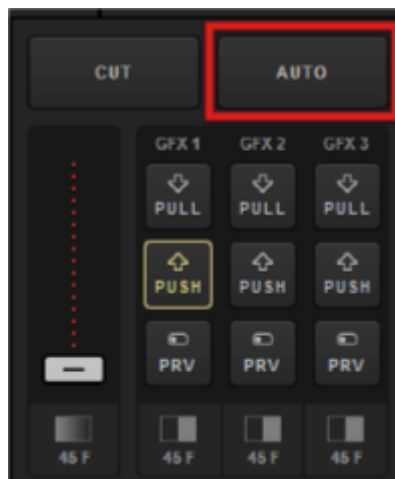 CUT AUTO
GFX 1 GFX 2 GFX 3
PULL PULL PULL
PUSH PUSH PUSH
PRV PRV PRV
45 F 45 F 45 F 45 F